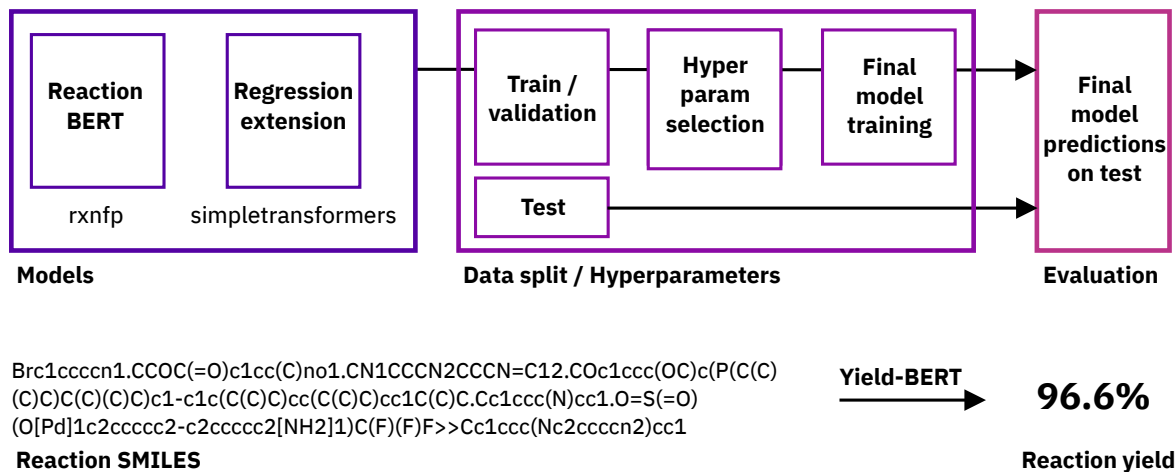 Reaction
BERT
Regression
extension
rxnfp
simpletransformers
Models
Train /
validation
Hyper
param
selection
Final
model
training
Test
Data split / Hyperparameters
Final
model
predictions
on test
Evaluation
Brc1ccccn1.CCOC(=O)c1cc(C)no1.CN1CCCN2CCCN=C12.COc1ccc(OC)c(P(C(C)
(C)C)C(C)(C)C)c1-c1c(C(C)C)cc(C(C)C)cc1C(C)C.Cc1ccc(N)cc1.O=S(=O)
(O[Pd]1c2ccccc2-c2ccccc2[NH2]1)C(F)(F)F>>Cc1ccc(Nc2ccccn2)cc1
Reaction SMILES
Yield-BERT
96.6%
Reaction yield